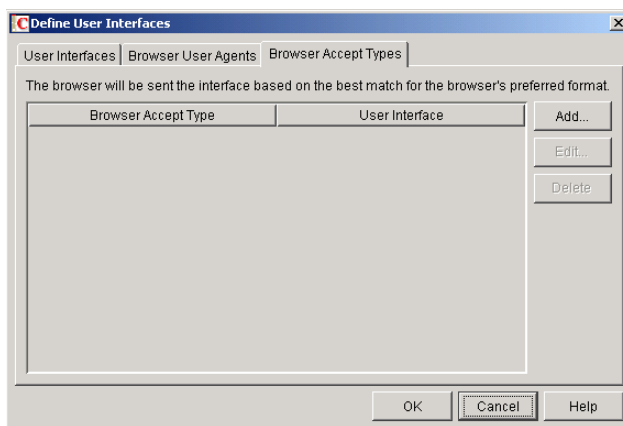 Define User Interfaces
User Interfaces Browser User Agents Browser Accept Types
The browser will be sent the interface based on the best match for the browser's preferred format.
Browser Accept Type User Interface
Add...
Edit...
Delete
OK Cancel Help